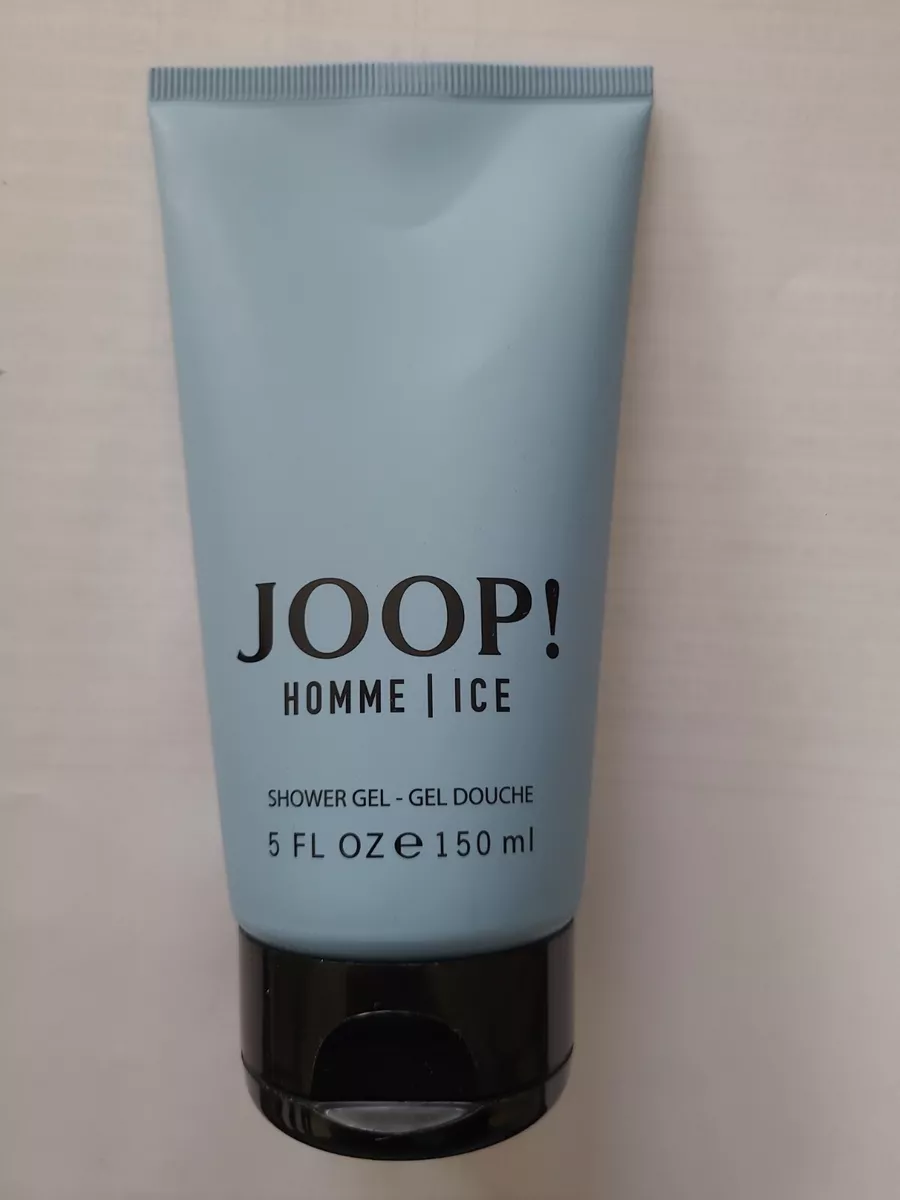 JOOP!
HOMME | ICE
SHOWER GEL - GEL DOUCHE
5 FL OZ ℮ 150 ml